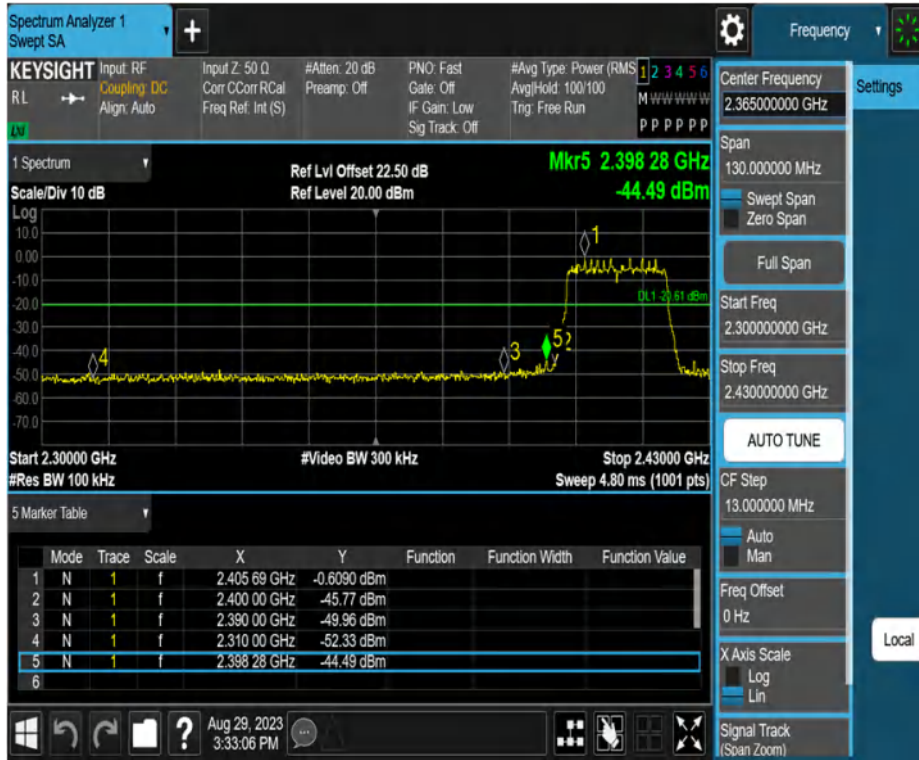 Spectrum Analyzer 1
Swept SA
+
Frequency
KEYSIGHT
RL
LXI
Input: RF
Coupling: DC
Align: Auto
Input Z: 50 Ω
Corr CCorr RCal
Freq Ref: Int (S)
#Atten: 20 dB
Preamp: Off
PNO: Fast
Gate: Off
IF Gain: Low
Sig Track: Off
#Avg Type: Power (RMS
Avg|Hold: 100/100
Trig: Free Run
1 2 3 4 5 6
M W W W W W
P P P P P P
Center Frequency
2.365000000 GHz
Settings
1 Spectrum
Scale/Div 10 dB
Ref Lvl Offset 22.50 dB
Ref Level 20.00 dBm
Mkr5 2.398 28 GHz
-44.49 dBm
Span
130.000000 MHz
Swept Span
Zero Span
Full Span
Log
10.0
0.00
-10.0
-20.0
-30.0
-40.0
-50.0
-60.0
-70.0
1
DL1 -20.61 dBm
4
3
5
2
Start Freq
2.300000000 GHz
Stop Freq
2.430000000 GHz
AUTO TUNE
Start 2.30000 GHz
#Video BW 300 kHz
Stop 2.43000 GHz
#Res BW 100 kHz
Sweep 4.80 ms (1001 pts)
CF Step
13.000000 MHz
Auto
Man
5 Marker Table
Mode Trace Scale X Y Function Function Width Function Value
1 N 1 f 2.405 69 GHz -0.6090 dBm
2 N 1 f 2.400 00 GHz -45.77 dBm
3 N 1 f 2.390 00 GHz -49.96 dBm
4 N 1 f 2.310 00 GHz -52.33 dBm
5 N 1 f 2.398 28 GHz -44.49 dBm
6
Freq Offset
0 Hz
Local
X Axis Scale
Log
Lin
Signal Track
(Span Zoom)
?
Aug 29, 2023
3:33:06 PM